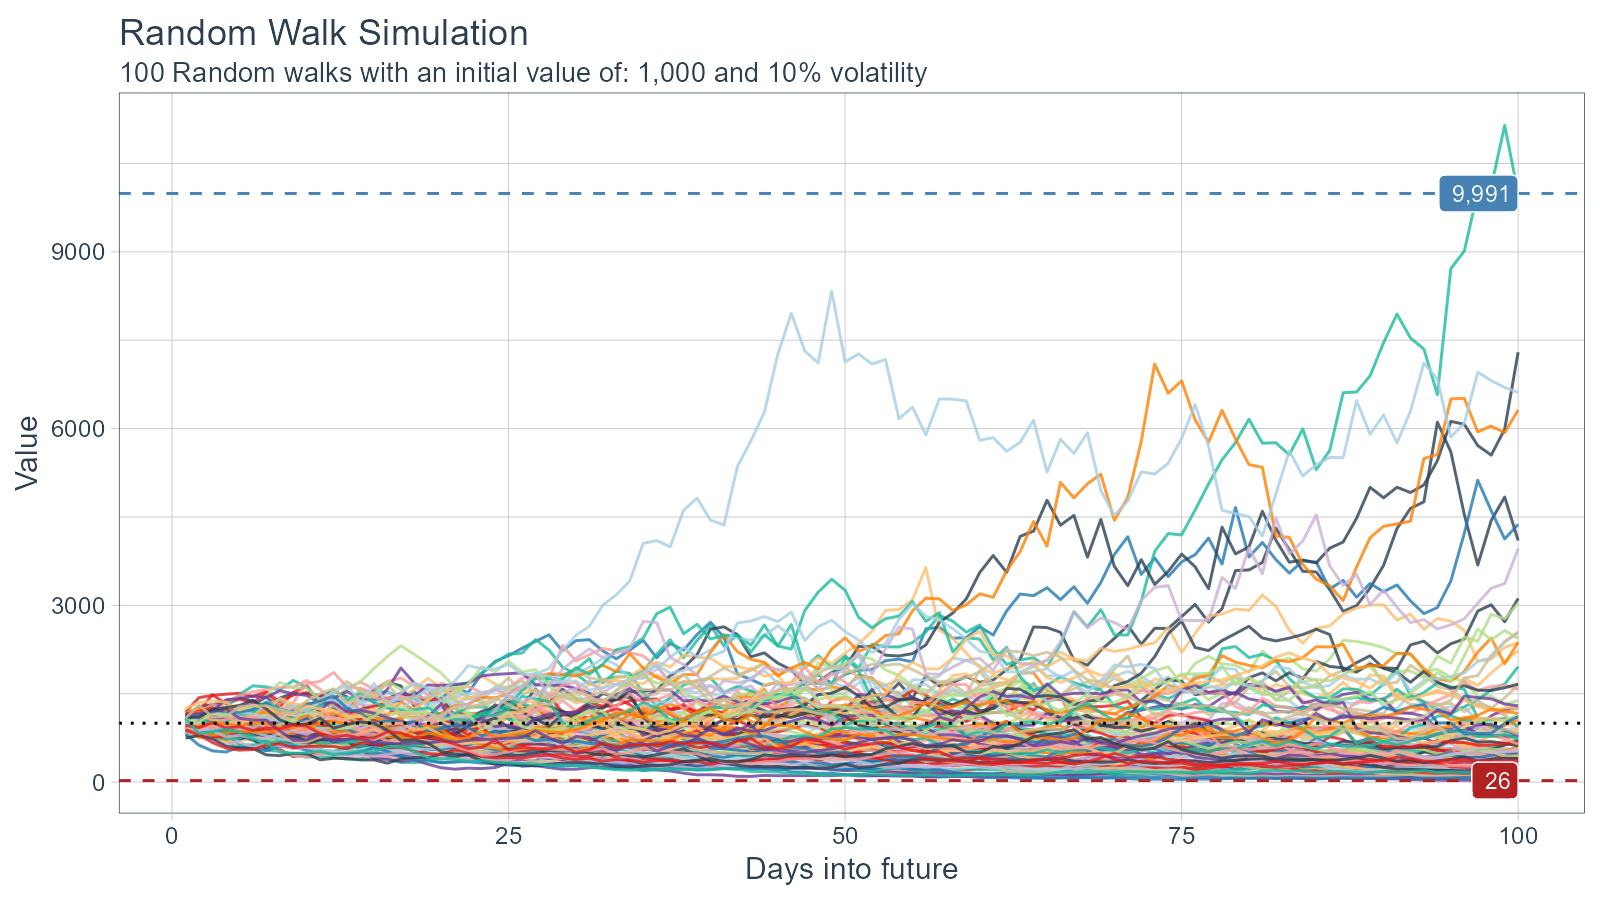 Random Walk Simulation
100 Random walks with an initial value of: 1,000 and 10% volatility
9,991
9000
6000
Value
3000
0
26
0 25 50 75 100
Days into future